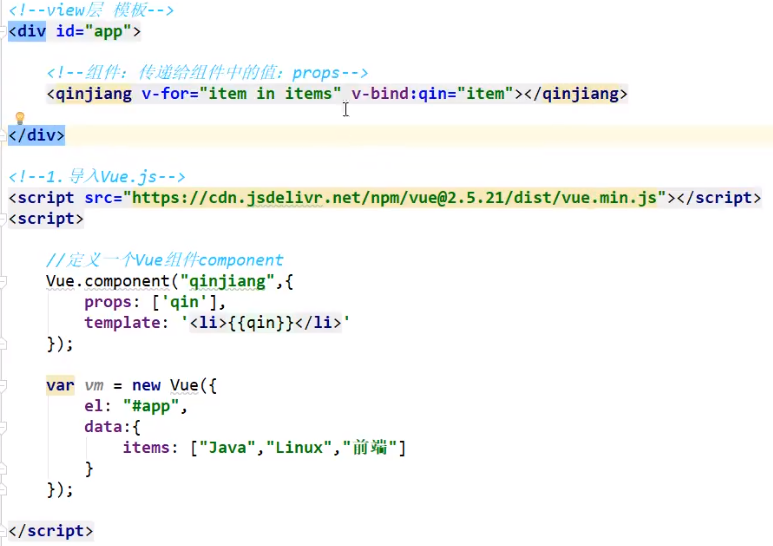 <!--view层 模板-->
<div id="app">
<!--组件：传递给组件中的值：props-->
<qinjiang v-for="item in items" v-bind:qin="item"></qinjiang>
</div>
<!--1.导入Vue.js-->
<script src="https://cdn.jsdelivr.net/npm/vue@2.5.21/dist/vue.min.js"></script>
<script>
//定义一个Vue组件component
Vue.component("qinjiang",{
props: ['qin'],
template: '<li>{{qin}}</li>'
});
var vm = new Vue({
el: "#app",
data:{
items: ["Java","Linux","前端"]
}
});
</script>